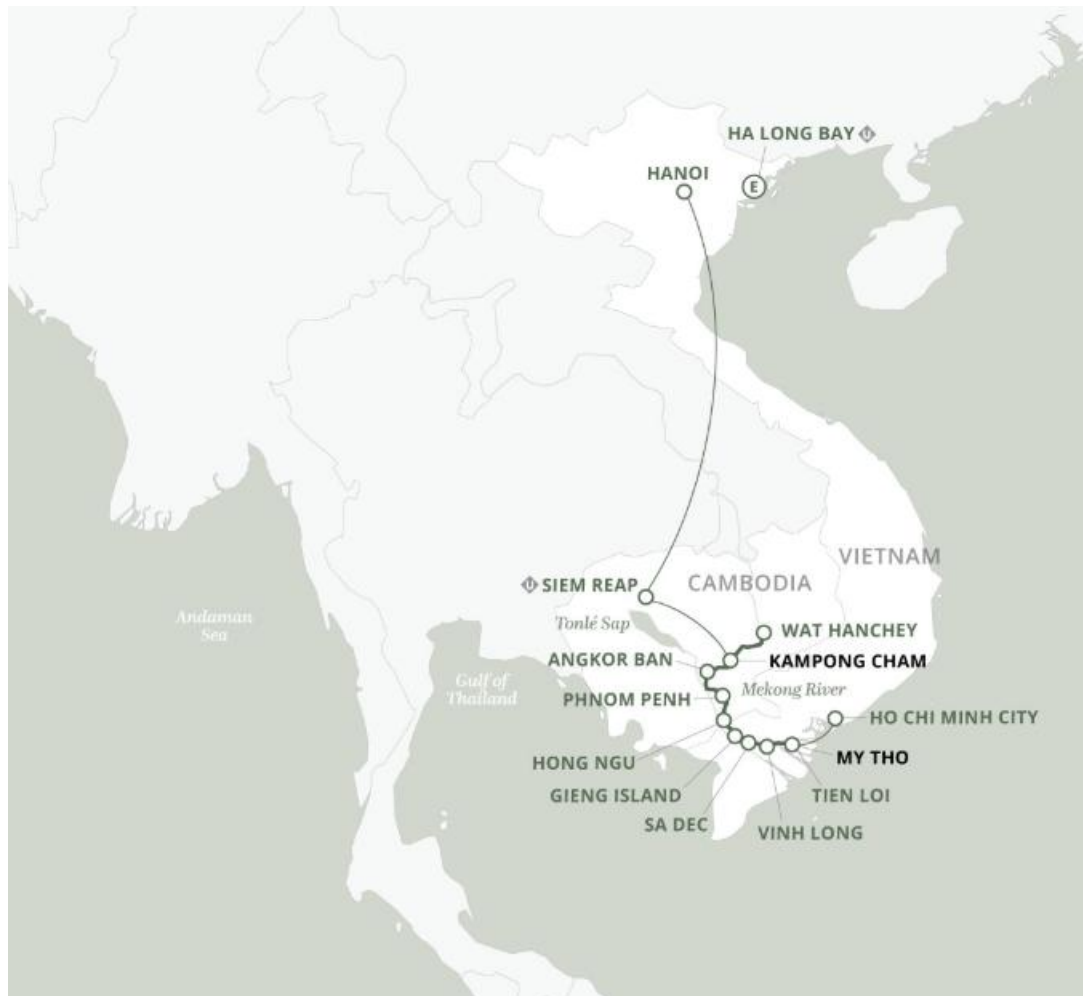 HA LONG BAY U
HANOI
E
VIETNAM
U SIEM REAP
CAMBODIA
Andaman
Sea
Tonlé Sap
WAT HANCHEY
ANGKOR BAN
KAMPONG CHAM
Gulf of
Thailand
Mekong River
PHNOM PENH
HO CHI MINH CITY
HONG NGU
MY THO
GIENG ISLAND
TIEN LOI
SA DEC
VINH LONG